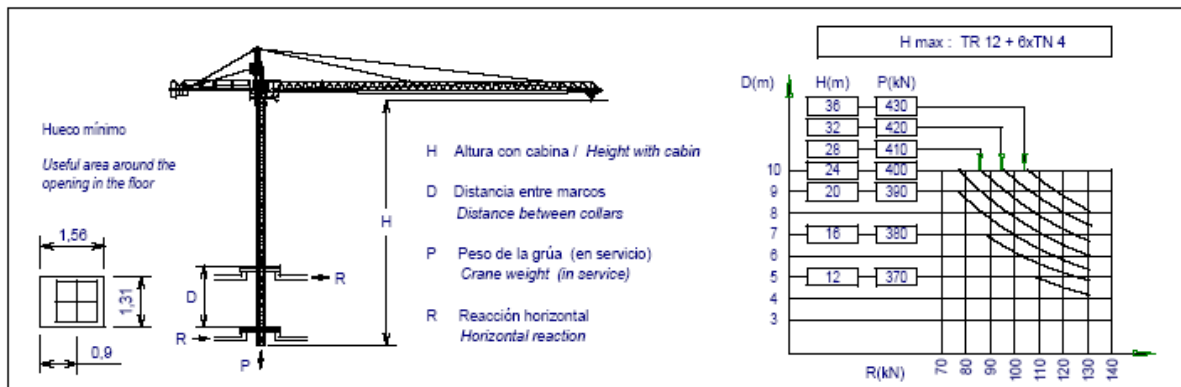 H max : TR 12 + 6xTN 4
D(m) H(m) P(kN)
36 430
32 420
28 410
10 24 400
9 20 390
8
7 16 380
6
5 12 370
4
3
70 80 90 100 110 120 130 140
R(kN)
Hueco mínimo
Useful area around the
opening in the floor
1,56
1,31
0,9
H
D
R
R
P
H Altura con cabina / Height with cabin
D Distancia entre marcos
Distance between collars
P Peso de la grúa (en servicio)
Crane weight (in service)
R Reacción horizontal
Horizontal reaction